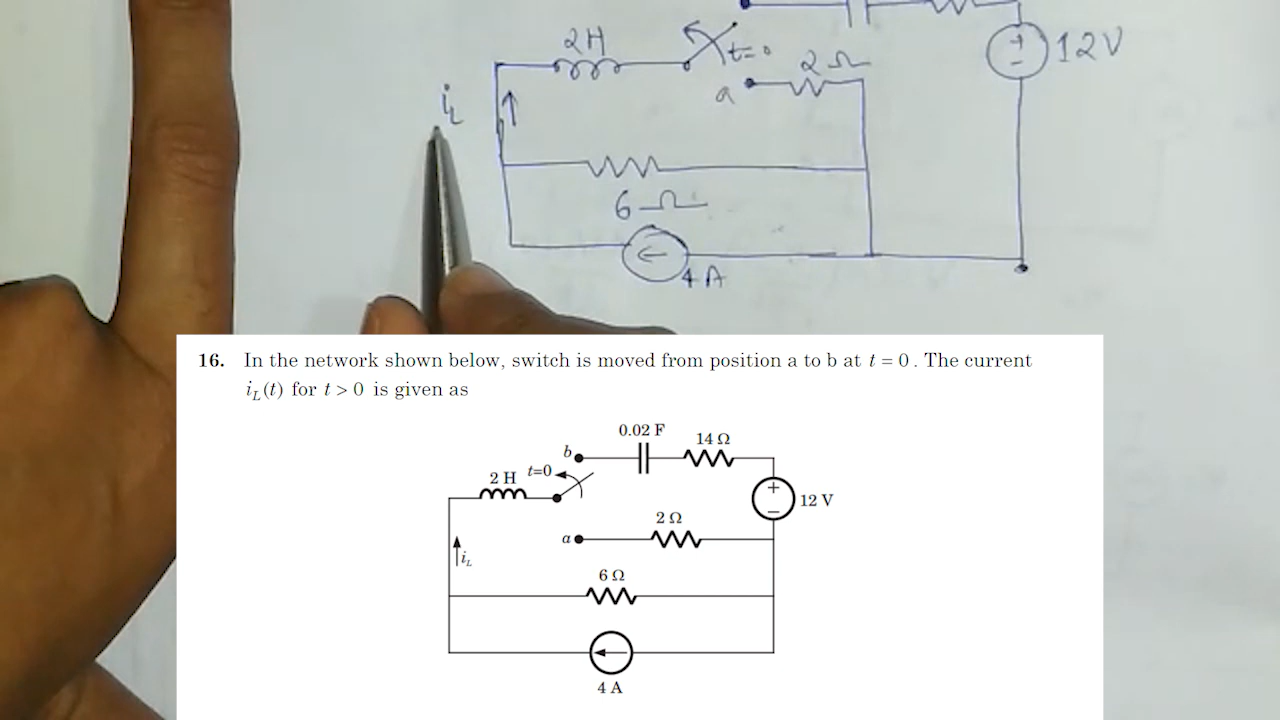 2H
t=0
2Ω
12V
a
iL
6Ω
4A
16. In the network shown below, switch is moved from position a to b at t = 0. The current
iL(t) for t > 0 is given as
0.02 F
14 Ω
b
2 H
t=0
+
−
12 V
2 Ω
a
iL
6 Ω
4 A